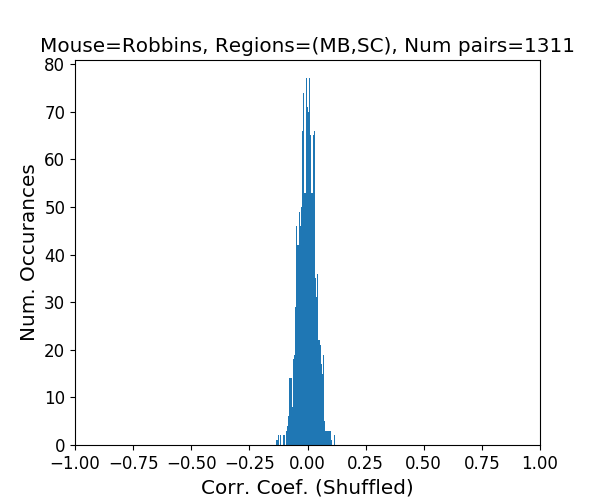 Mouse=Robbins, Regions=(MB,SC), Num pairs=1311
80
70
60
50
40
30
20
10
0
Num. Occurances
−1.00 −0.75 −0.50 −0.25 0.00 0.25 0.50 0.75 1.00
Corr. Coef. (Shuffled)